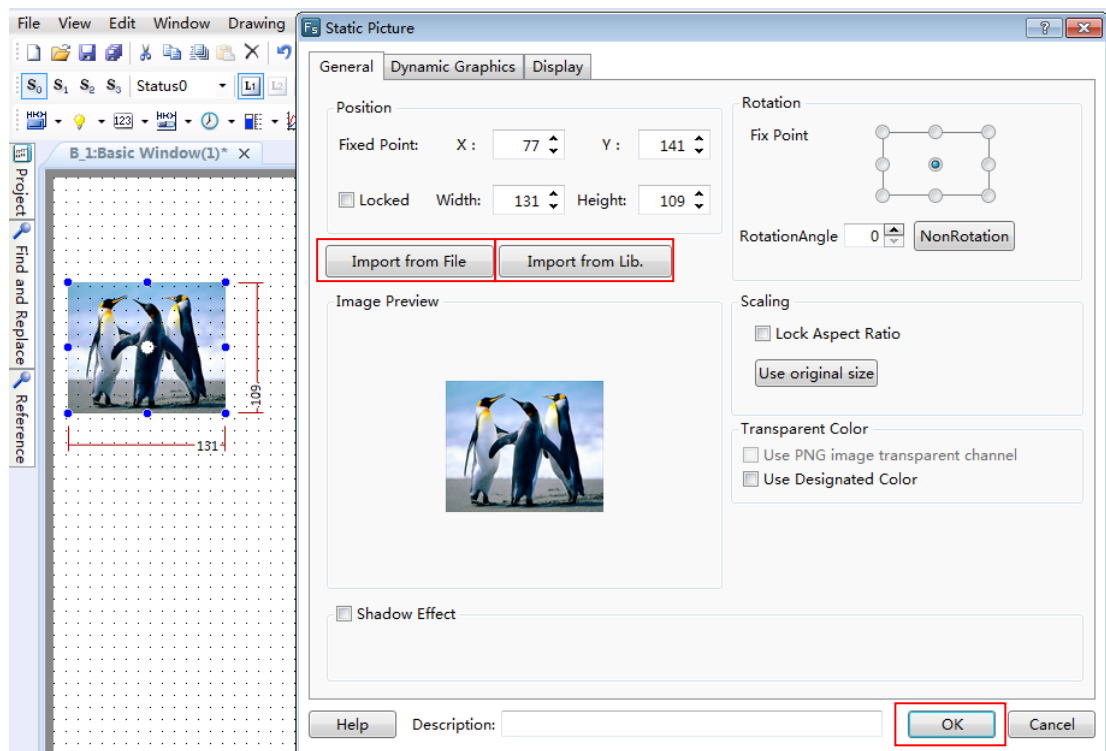 File View Edit Window Drawing
S0 S1 S2 S3 Status0 L1 L2
123
B_1:Basic Window(1)* X
Project
Find and Replace
Reference
109
131
Fs Static Picture
General Dynamic Graphics Display
Position
Fixed Point: X : 77 Y : 141
Locked Width: 131 Height: 109
Import from File Import from Lib.
Image Preview
Shadow Effect
Rotation
Fix Point
RotationAngle 0 NonRotation
Scaling
Lock Aspect Ratio
Use original size
Transparent Color
Use PNG image transparent channel
Use Designated Color
Help Description: OK Cancel